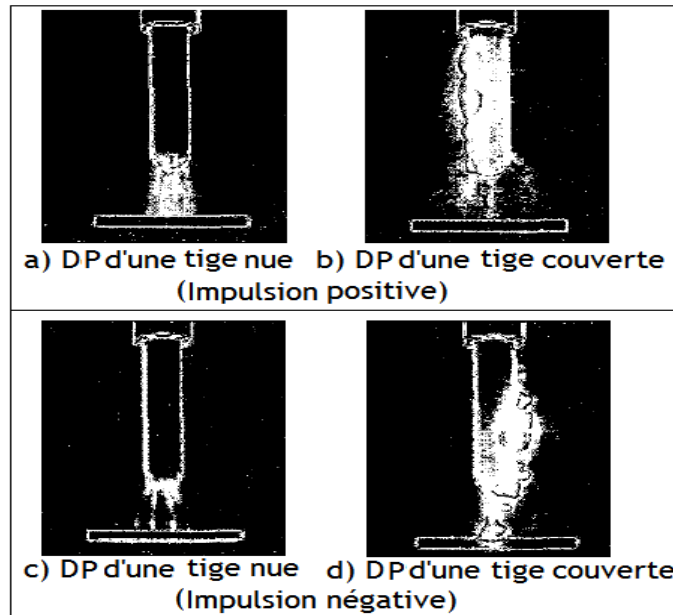 a) DP d'une tige nue b) DP d'une tige couverte
(Impulsion positive)
c) DP d'une tige nue d) DP d'une tige couverte
(Impulsion négative)